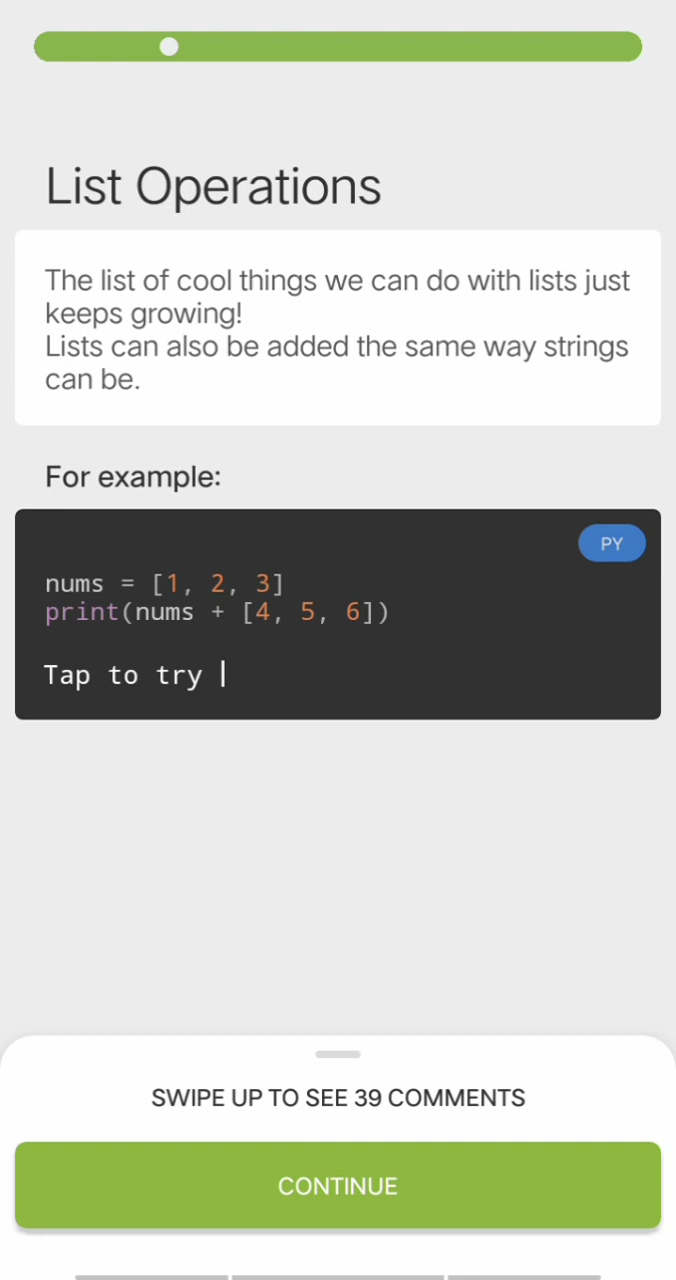 List Operations
The list of cool things we can do with lists just
keeps growing!
Lists can also be added the same way strings
can be.
For example:
PY
nums = [1, 2, 3]
print(nums + [4, 5, 6])
Tap to try
SWIPE UP TO SEE 39 COMMENTS
CONTINUE